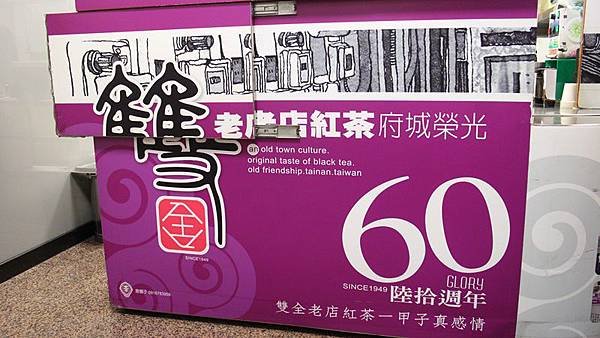 雙
全
SINCE1949
老店紅茶府城榮光
an old town culture.
original taste of black tea.
old friendship.tainan.taiwan
60
GLORY
SINCE1949 陸拾週年
雙全老店紅茶一甲子真感情